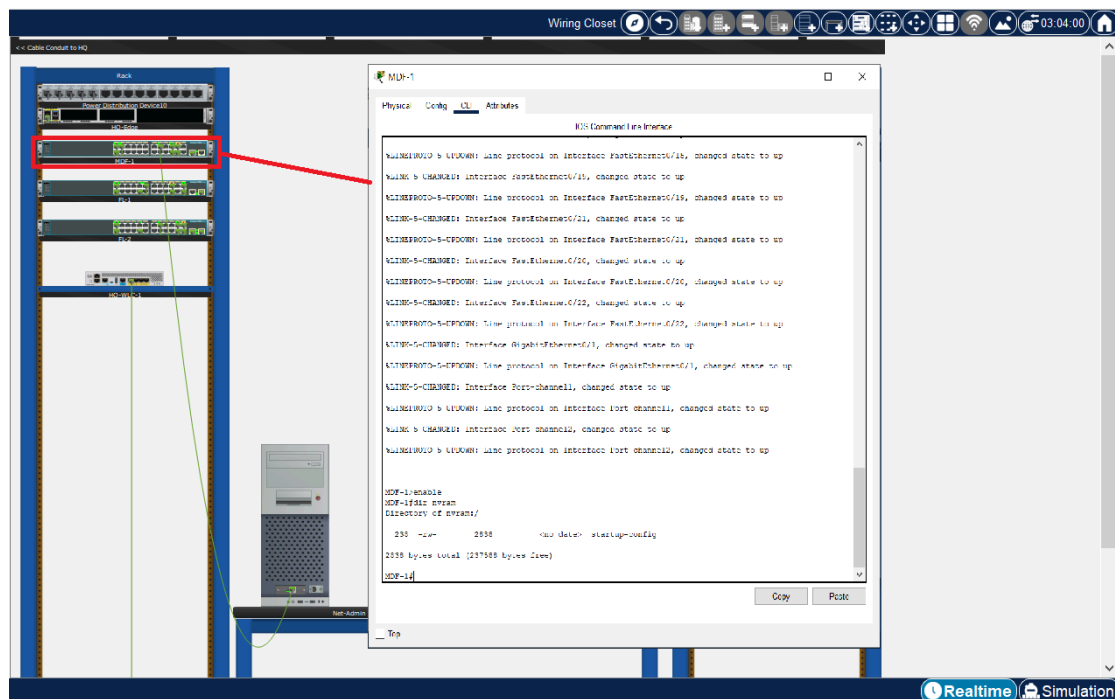 Wiring Closet
03:04:00
<< Cable Conduit to HQ
Rack
Power Distribution Device10
HQ-Edge
MDF-1
FL-1
FL-2
HQ-WLC-1
Net-Admin
MDF-1
Physical Config CLI Attributes
IOS Command Line Interface
%LINEPROTO-5-UPDOWN: Line protocol on Interface changed state to up
%LINK-5-CHANGED: Interface changed state to up
%LINEPROTO-5-UPDOWN: Line protocol on Interface FastEthernet0/19, changed state to up
%LINK-5-CHANGED: Interface FastEthernet0/21, changed state to up
%LINEPROTO-5-UPDOWN: Line protocol on Interface FastEthernet0/21, changed state to up
%LINK-5-CHANGED: Interface FastEthernet0/20, changed state to up
%LINEPROTO-5-UPDOWN: Line protocol on Interface FastEthernet0/20, changed state to up
%LINK-5-CHANGED: Interface FastEthernet0/22, changed state to up
%LINEPROTO-5-UPDOWN: Line protocol on Interface FastEthernet0/22, changed state to up
%LINK-5-CHANGED: Interface GigabitEthernet0/1, changed state to up
%LINEPROTO-5-UPDOWN: Line protocol on Interface GigabitEthernet0/1, changed state to up
%LINK-5-CHANGED: Interface Port-channel1, changed state to up
%LINEPROTO-5-UPDOWN: Line protocol on Interface Port-channel1, changed state to up
%LINK-5-CHANGED: Interface Port-channel2, changed state to up
%LINEPROTO-5-UPDOWN: Line protocol on Interface Port-channel2, changed state to up
MDF-1>enable
MDF-1#dir nvram
Directory of nvram:/
238 -rw- 2838 <no date> startup-config
2838 bytes total (237588 bytes free)
MDF-1#
Copy Paste
Top
Realtime Simulation